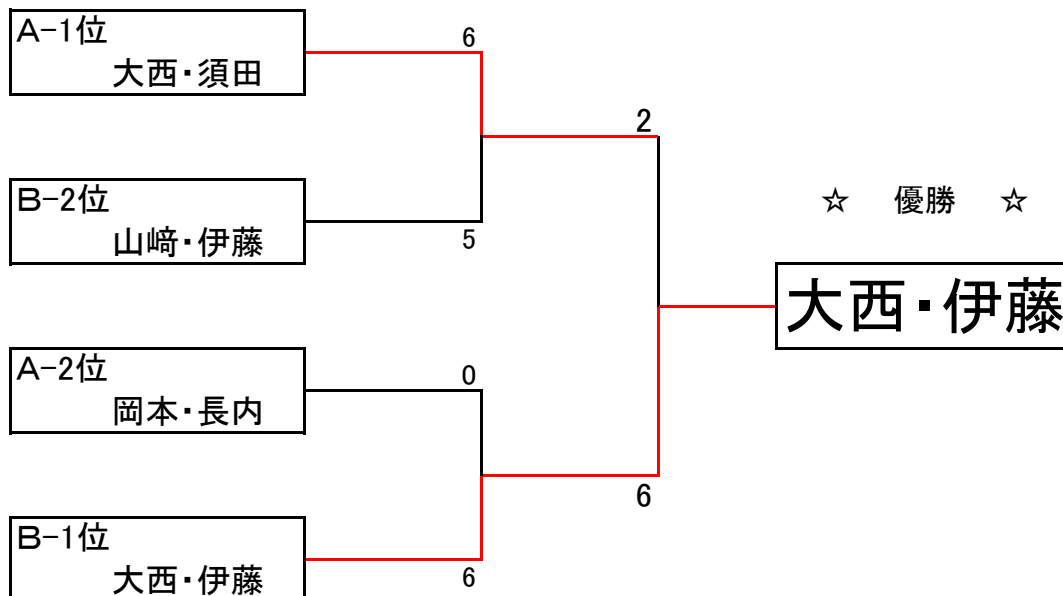 A-1位
大西・須田
6
2
B-2位
山﨑・伊藤
5
☆ 優勝 ☆
大西・伊藤
A-2位
岡本・長内
0
6
B-1位
大西・伊藤
6